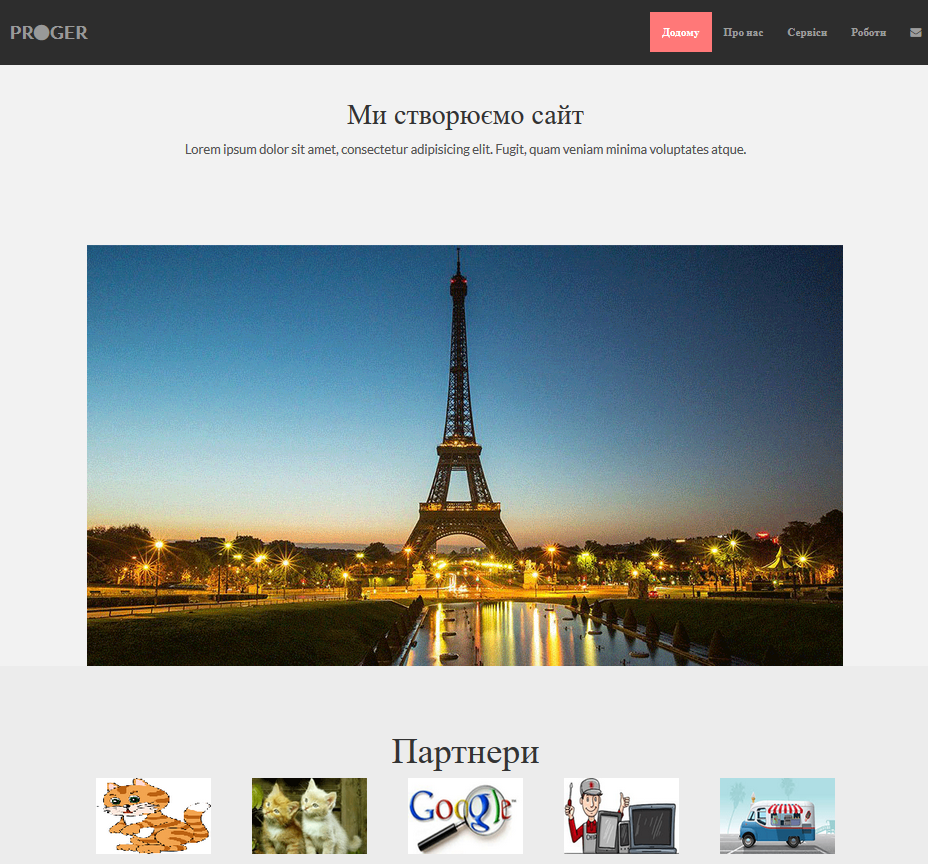 PROGER
Додому Про нас Сервіси Роботи
Ми створюємо сайт
Lorem ipsum dolor sit amet, consectetur adipisicing elit. Fugit, quam veniam minima voluptates atque.
Партнери
Google